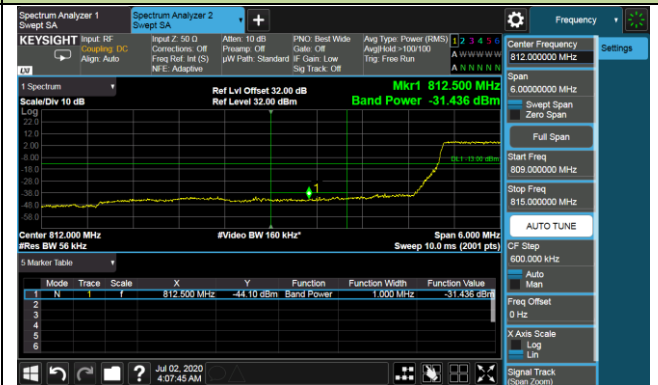 Spectrum Analyzer 1
Swept SA
Spectrum Analyzer 2
Swept SA
+
Frequency
KEYSIGHT
Input: RF
Coupling: DC
Align: Auto
Input Z: 50 Ω
Corrections: Off
Freq Ref: Int (S)
NFE: Adaptive
Atten: 10 dB
Preamp: Off
µW Path: Standard
PNO: Best Wide
Gate: Off
IF Gain: Low
Sig Track: Off
Avg Type: Power (RMS)
Avg|Hold:>100/100
Trig: Free Run
1 2 3 4 5 6
A W W W W W
A N N N N N
LXI
1 Spectrum
Scale/Div 10 dB
Ref Lvl Offset 32.00 dB
Ref Level 32.00 dBm
Mkr1 812.500 MHz
Band Power -31.436 dBm
Log
22.0
12.0
2.00
-8.00
-18.0
-28.0
-38.0
-48.0
-58.0
DL1 -13.00 dBm
1
Center 812.000 MHz
#Res BW 56 kHz
#Video BW 160 kHz*
Span 6.000 MHz
Sweep 10.0 ms (2001 pts)
5 Marker Table
Mode Trace Scale X Y Function Function Width Function Value
1 N 1 f 812.500 MHz -44.10 dBm Band Power 1.000 MHz -31.436 dBm
2
3
4
5
6
?
Jul 02, 2020
4:07:45 AM
Center Frequency
812.000000 MHz
Settings
Span
6.00000000 MHz
Swept Span
Zero Span
Full Span
Start Freq
809.000000 MHz
Stop Freq
815.000000 MHz
AUTO TUNE
CF Step
600.000 kHz
Auto
Man
Freq Offset
0 Hz
X Axis Scale
Log
Lin
Signal Track
(Span Zoom)